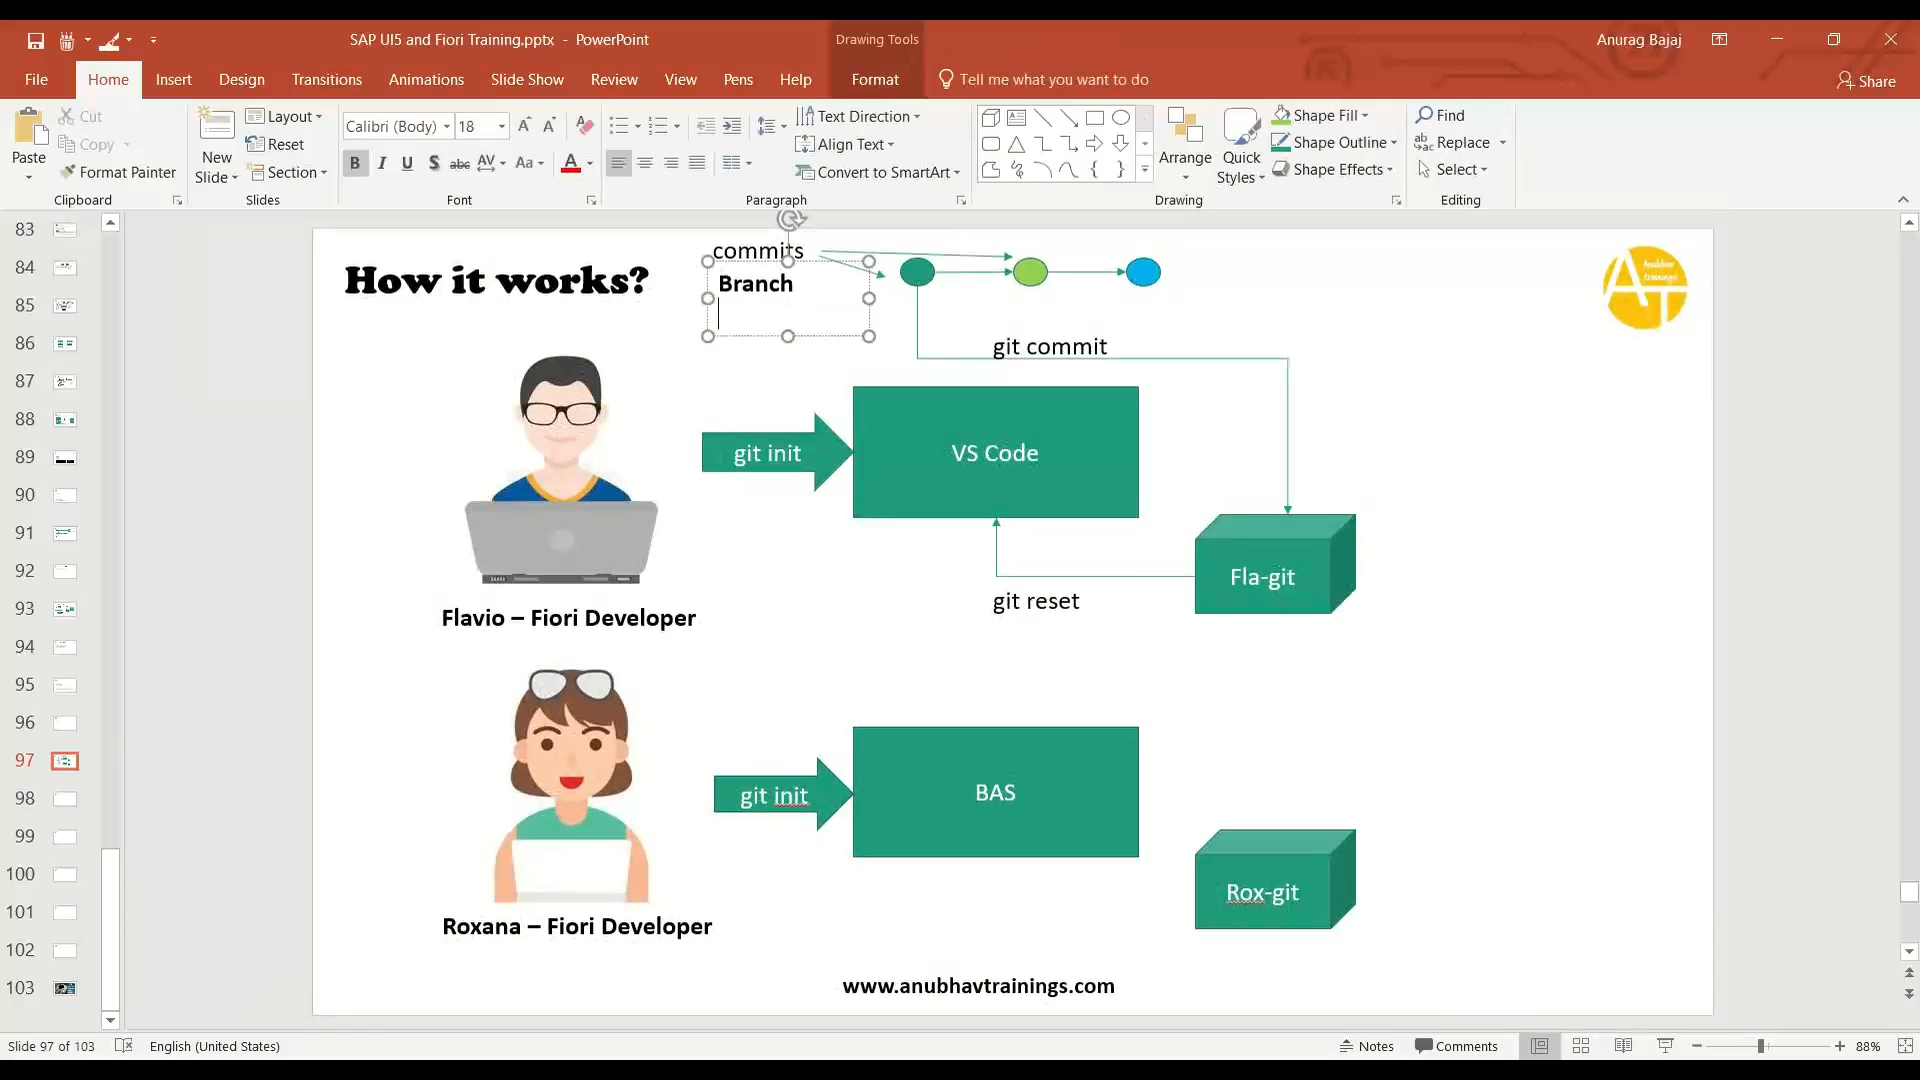 SAP UI5 and Fiori Training.pptx - PowerPoint
Drawing Tools
Anurag Bajaj
File
Home
Insert
Design
Transitions
Animations
Slide Show
Review
View
Pens
Help
Format
Tell me what you want to do
Share
Paste
Cut
Copy
Format Painter
Clipboard
New
Slide
Layout
Reset
Section
Slides
Calibri (Body)
18
B I U S abc AV Aa A
Font
Text Direction
Align Text
Convert to SmartArt
Paragraph
Arrange
Quick
Styles
Shape Fill
Shape Outline
Shape Effects
Drawing
Find
Replace
Select
Editing
83
84
85
86
87
88
89
90
91
92
93
94
95
96
97
98
99
100
101
102
103
How it works?
commits
Branch
Anubhav
trainings
AT
git commit
git init
VS Code
Fla-git
git reset
Flavio – Fiori Developer
git init
BAS
Rox-git
Roxana – Fiori Developer
www.anubhavtrainings.com
Slide 97 of 103
English (United States)
Notes
Comments
88%